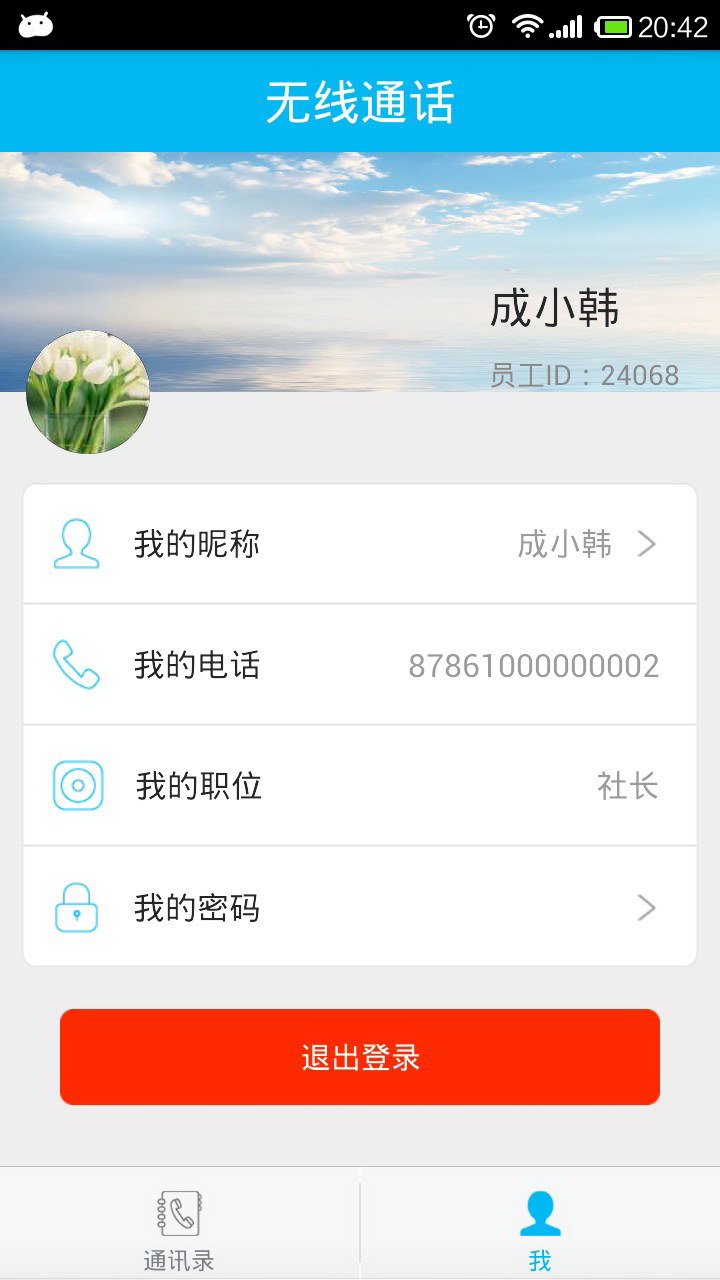 20:42
无线通话
成小韩
员工ID：24068
我的昵称 成小韩
我的电话 87861000000002
我的职位 社长
我的密码
退出登录
通讯录 我